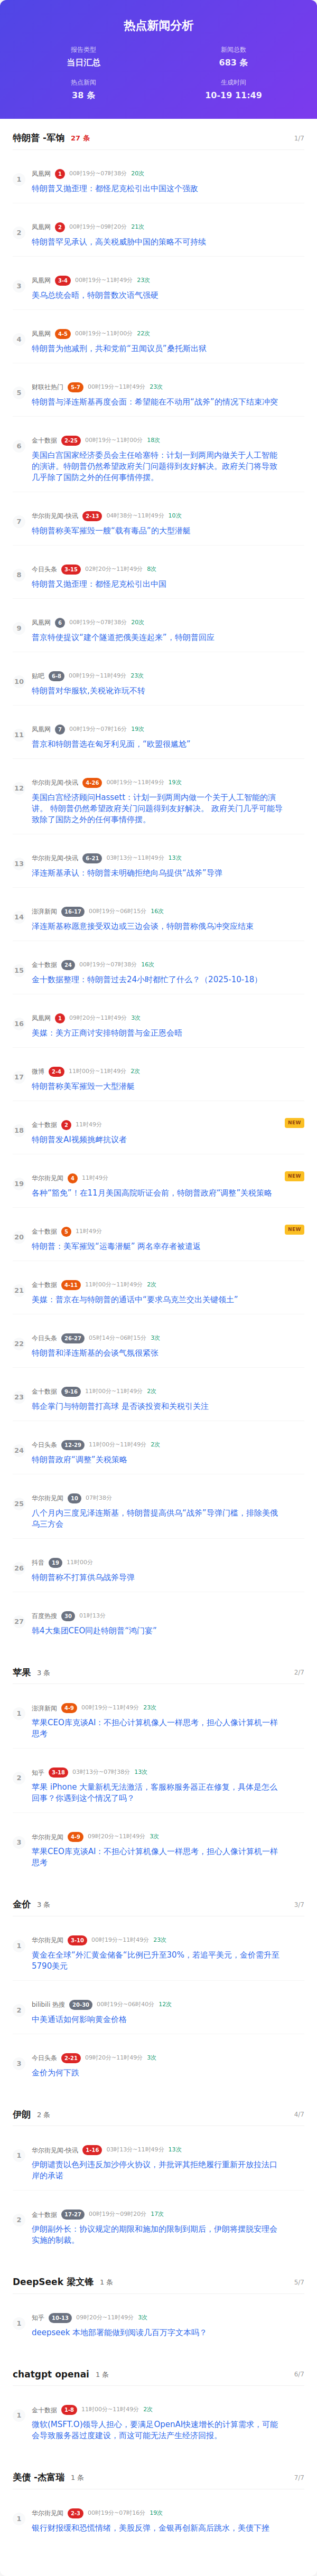 热点新闻分析
报告类型
新闻总数
当日汇总
683 条
热点新闻
生成时间
38 条
10-19 11:49
特朗普 -军饷 27 条 1/7
1
凤凰网 1 00时19分~07时38分 20次
特朗普又抛歪理：都怪尼克松引出中国这个强敌
2
凤凰网 2 00时19分~09时20分 21次
特朗普罕见承认，高关税威胁中国的策略不可持续
3
凤凰网 3-4 00时19分~11时49分 23次
美乌总统会晤，特朗普数次语气强硬
4
凤凰网 4-5 00时19分~11时00分 22次
特朗普为他减刑，共和党前“丑闻议员”桑托斯出狱
5
财联社热门 5-7 00时19分~11时49分 23次
特朗普与泽连斯基再度会面：希望能在不动用“战斧”的情况下结束冲突
6
金十数据 2-25 00时19分~11时00分 18次
美国白宫国家经济委员会主任哈塞特：计划一到两周内做关于人工智能
的演讲。特朗普仍然希望政府关门问题得到友好解决。政府关门将导致
几乎除了国防之外的任何事情停摆。
7
华尔街见闻-快讯 2-13 04时38分~11时49分 10次
特朗普称美军摧毁一艘“载有毒品”的大型潜艇
8
今日头条 3-15 02时20分~11时49分 8次
特朗普又抛歪理：都怪尼克松引出中国
9
凤凰网 6 00时19分~07时38分 20次
普京特使提议“建个隧道把俄美连起来”，特朗普回应
10
贴吧 6-8 00时19分~11时49分 23次
特朗普对华服软,关税讹诈玩不转
11
凤凰网 7 00时19分~07时16分 19次
普京和特朗普选在匈牙利见面，“欧盟很尴尬”
12
华尔街见闻-快讯 4-26 00时19分~11时49分 19次
美国白宫经济顾问Hassett：计划一到两周内做一个关于人工智能的演
讲。 特朗普仍然希望政府关门问题得到友好解决。 政府关门几乎可能导
致除了国防之外的任何事情停摆。
13
华尔街见闻-快讯 6-21 03时13分~11时49分 13次
泽连斯基承认：特朗普未明确拒绝向乌提供“战斧”导弹
14
澎湃新闻 16-17 00时19分~06时15分 16次
泽连斯基称愿意接受双边或三边会谈，特朗普称俄乌冲突应结束
15
金十数据 24 00时19分~07时38分 16次
金十数据整理：特朗普过去24小时都忙了什么？（2025-10-18）
16
凤凰网 1 09时20分~11时49分 3次
美媒：美方正商讨安排特朗普与金正恩会晤
17
微博 2-4 11时00分~11时49分 2次
特朗普称美军摧毁一大型潜艇
18
金十数据 2 11时49分 NEW
特朗普发AI视频挑衅抗议者
19
华尔街见闻 4 11时49分 NEW
各种“豁免”！在11月美国高院听证会前，特朗普政府“调整”关税策略
20
金十数据 5 11时49分 NEW
特朗普：美军摧毁“运毒潜艇” 两名幸存者被遣返
21
金十数据 4-11 11时00分~11时49分 2次
美媒：普京在与特朗普的通话中“要求乌克兰交出关键领土”
22
今日头条 26-27 05时14分~06时15分 3次
特朗普和泽连斯基的会谈气氛很紧张
23
金十数据 9-16 11时00分~11时49分 2次
韩企掌门与特朗普打高球 是否谈投资和关税引关注
24
今日头条 12-29 11时00分~11时49分 2次
特朗普政府“调整”关税策略
25
华尔街见闻 10 07时38分
八个月内三度见泽连斯基，特朗普提高供乌“战斧”导弹门槛，排除美俄
乌三方会
26
抖音 19 11时00分
特朗普称不打算供乌战斧导弹
27
百度热搜 30 01时13分
韩4大集团CEO同赴特朗普“鸿门宴”
苹果 3 条 2/7
1
澎湃新闻 4-9 00时19分~11时49分 23次
苹果CEO库克谈AI：不担心计算机像人一样思考，担心人像计算机一样
思考
2
知乎 3-18 03时13分~07时38分 13次
苹果 iPhone 大量新机无法激活，客服称服务器正在修复，具体是怎么
回事？你遇到这个情况了吗？
3
华尔街见闻 4-9 09时20分~11时49分 3次
苹果CEO库克谈AI：不担心计算机像人一样思考，担心人像计算机一样
思考
金价 3 条 3/7
1
华尔街见闻 3-10 00时19分~11时49分 23次
黄金在全球“外汇黄金储备”比例已升至30%，若追平美元，金价需升至
5790美元
2
bilibili 热搜 20-30 00时19分~06时40分 12次
中美通话如何影响黄金价格
3
今日头条 2-21 09时20分~11时49分 3次
金价为何下跌
伊朗 2 条 4/7
1
华尔街见闻-快讯 1-16 03时13分~11时49分 13次
伊朗谴责以色列违反加沙停火协议，并批评其拒绝履行重新开放拉法口
岸的承诺
2
金十数据 17-27 00时19分~09时20分 17次
伊朗副外长：协议规定的期限和施加的限制到期后，伊朗将摆脱安理会
实施的制裁。
DeepSeek 梁文锋 1 条 5/7
1
知乎 10-13 09时20分~11时49分 3次
deepseek 本地部署能做到阅读几百万字文本吗？
chatgpt openai 1 条 6/7
1
金十数据 1-8 11时00分~11时49分 2次
微软(MSFT.O)领导人担心，要满足OpenAI快速增长的计算需求，可能
会导致服务器过度建设，而这可能无法产生经济回报。
美债 -杰富瑞 1 条 7/7
1
华尔街见闻 2-3 00时19分~07时16分 19次
银行财报缓和恐慌情绪，美股反弹，金银再创新高后跳水，美债下挫